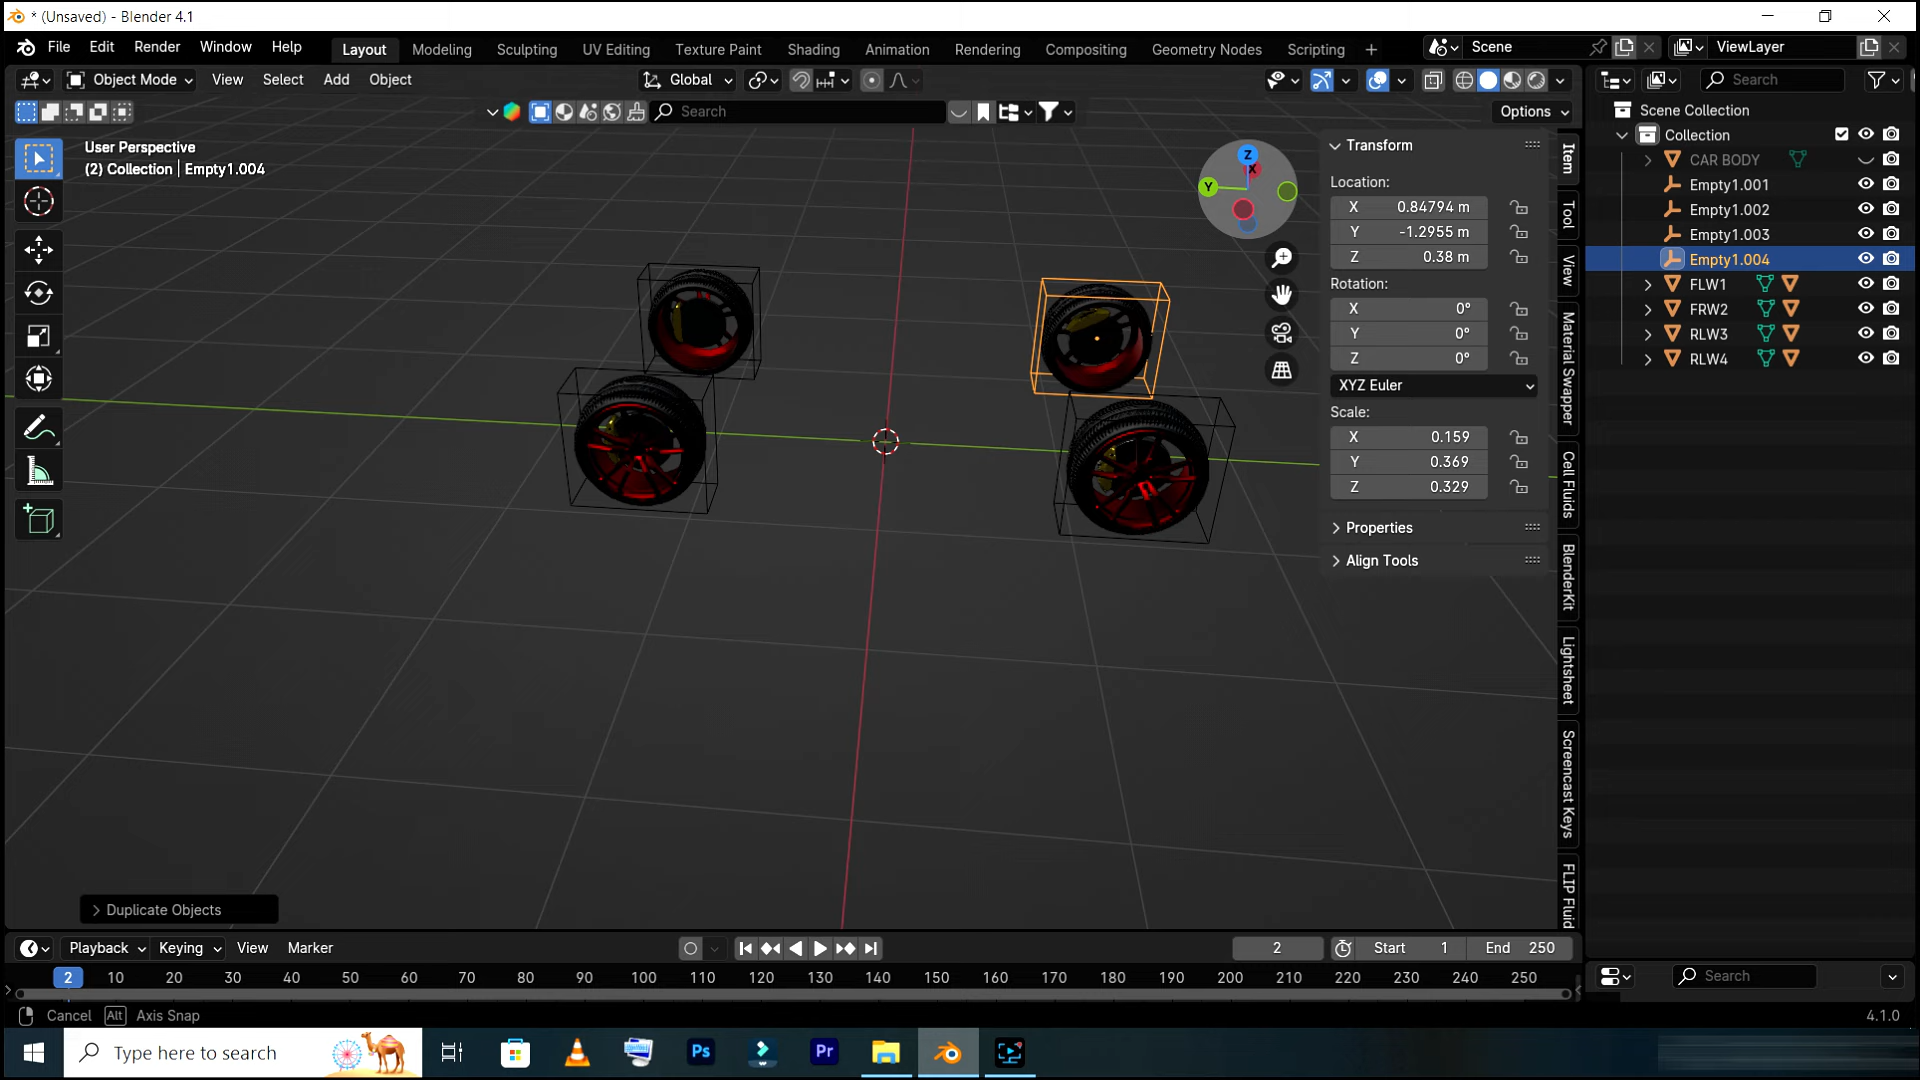 * (Unsaved) - Blender 4.1
File Edit Render Window Help
Layout Modeling Sculpting UV Editing Texture Paint Shading Animation Rendering Compositing Geometry Nodes Scripting +
Scene
ViewLayer
Object Mode View Select Add Object
Global
Search
Search
Options
User Perspective
(2) Collection | Empty1.004
Z
X
Y
Transform
Location:
X 0.84794 m
Y -1.2955 m
Z 0.38 m
Rotation:
X 0°
Y 0°
Z 0°
XYZ Euler
Scale:
X 0.159
Y 0.369
Z 0.329
Properties
Align Tools
Item
Tool
View
Material Swapper
Cell Fluids
BlenderKit
Lightsheet
Screencast Keys
FLIP Fluid
Scene Collection
Collection
CAR BODY
Empty1.001
Empty1.002
Empty1.003
Empty1.004
FLW1
FRW2
RLW3
RLW4
Duplicate Objects
Playback Keying View Marker
2
Start 1
End 250
2 10 20 30 40 50 60 70 80 90 100 110 120 130 140 150 160 170 180 190 200 210 220 230 240 250
Search
Cancel Alt Axis Snap
4.1.0
Type here to search
Ps
Pr